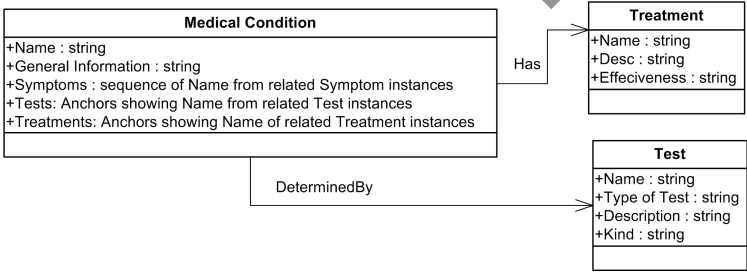 Medical Condition
+Name : string
+General Information : string
+Symptoms : sequence of Name from related Symptom instances
+Tests: Anchors showing Name from related Test instances
+Treatments: Anchors showing Name of related Treatment instances
Has
Treatment
+Name : string
+Desc : string
+Effeciveness : string
DeterminedBy
Test
+Name : string
+Type of Test : string
+Description : string
+Kind : string